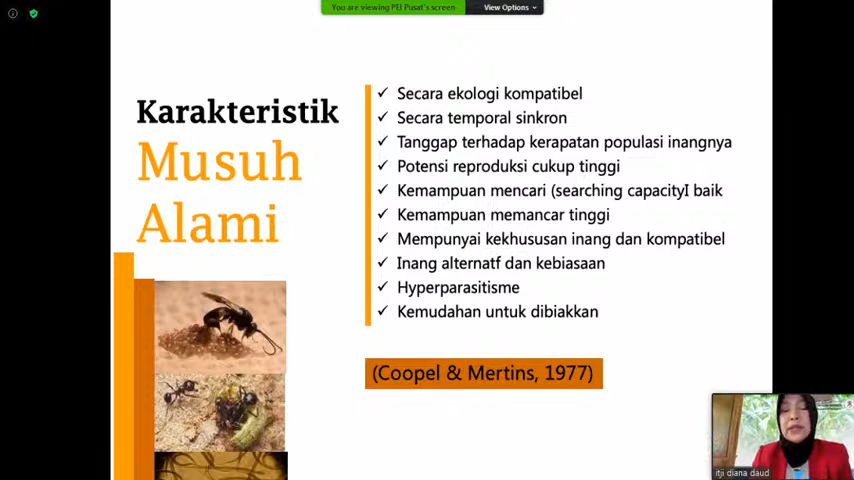 You are viewing PEI Pusat's screen
View Options
Karakteristik
Musuh
Alami
Secara ekologi kompatibel
Secara temporal sinkron
Tanggap terhadap kerapatan populasi inangnya
Potensi reproduksi cukup tinggi
Kemampuan mencari (searching capacityI baik
Kemampuan memancar tinggi
Mempunyai kekhususan inang dan kompatibel
Inang alternatf dan kebiasaan
Hyperparasitisme
Kemudahan untuk dibiakkan
(Coopel & Mertins, 1977)
itji diana daud